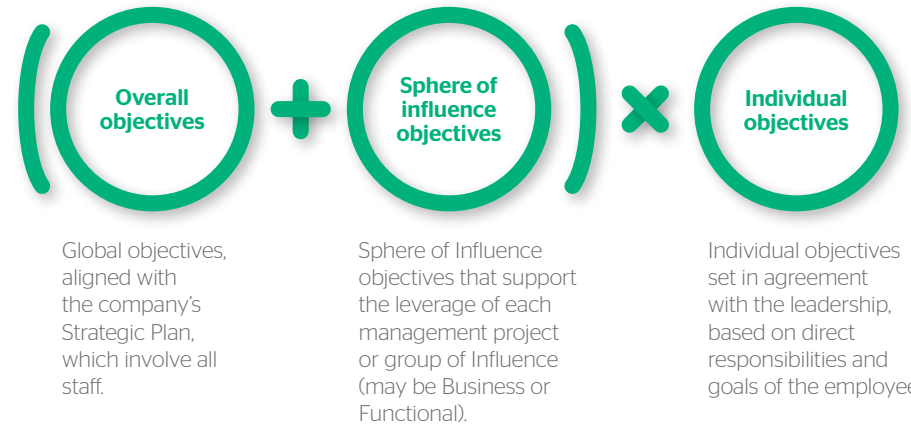 Overall
objectives
Sphere of
influence
objectives
Individual
objectives
Global objectives,
aligned with
the company's
Strategic Plan,
which involve all
staff.
Sphere of Influence
objectives that support
the leverage of each
management project
or group of Influence
(may be Business or
Functional).
Individual objectives
set in agreement
with the leadership,
based on direct
responsibilities and
goals of the employee